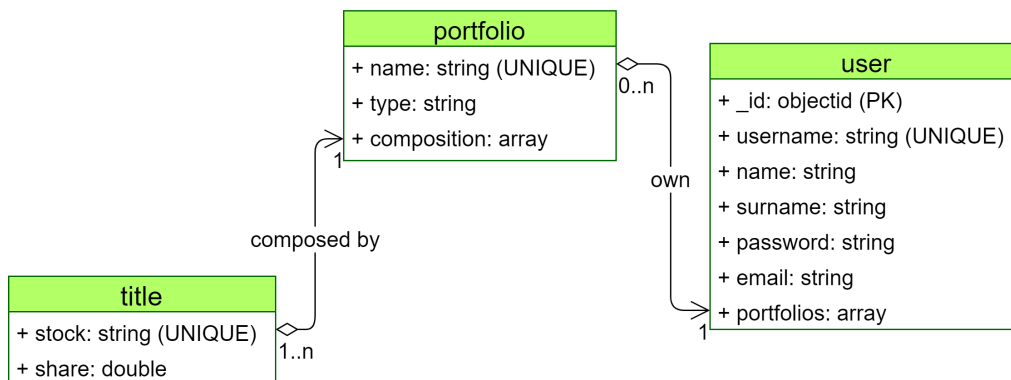 portfolio
+ name: string (UNIQUE)
+ type: string
+ composition: array
0..n
1
own
user
+ _id: objectid (PK)
+ username: string (UNIQUE)
+ name: string
+ surname: string
+ password: string
+ email: string
+ portfolios: array
1
composed by
title
+ stock: string (UNIQUE)
+ share: double
1..n